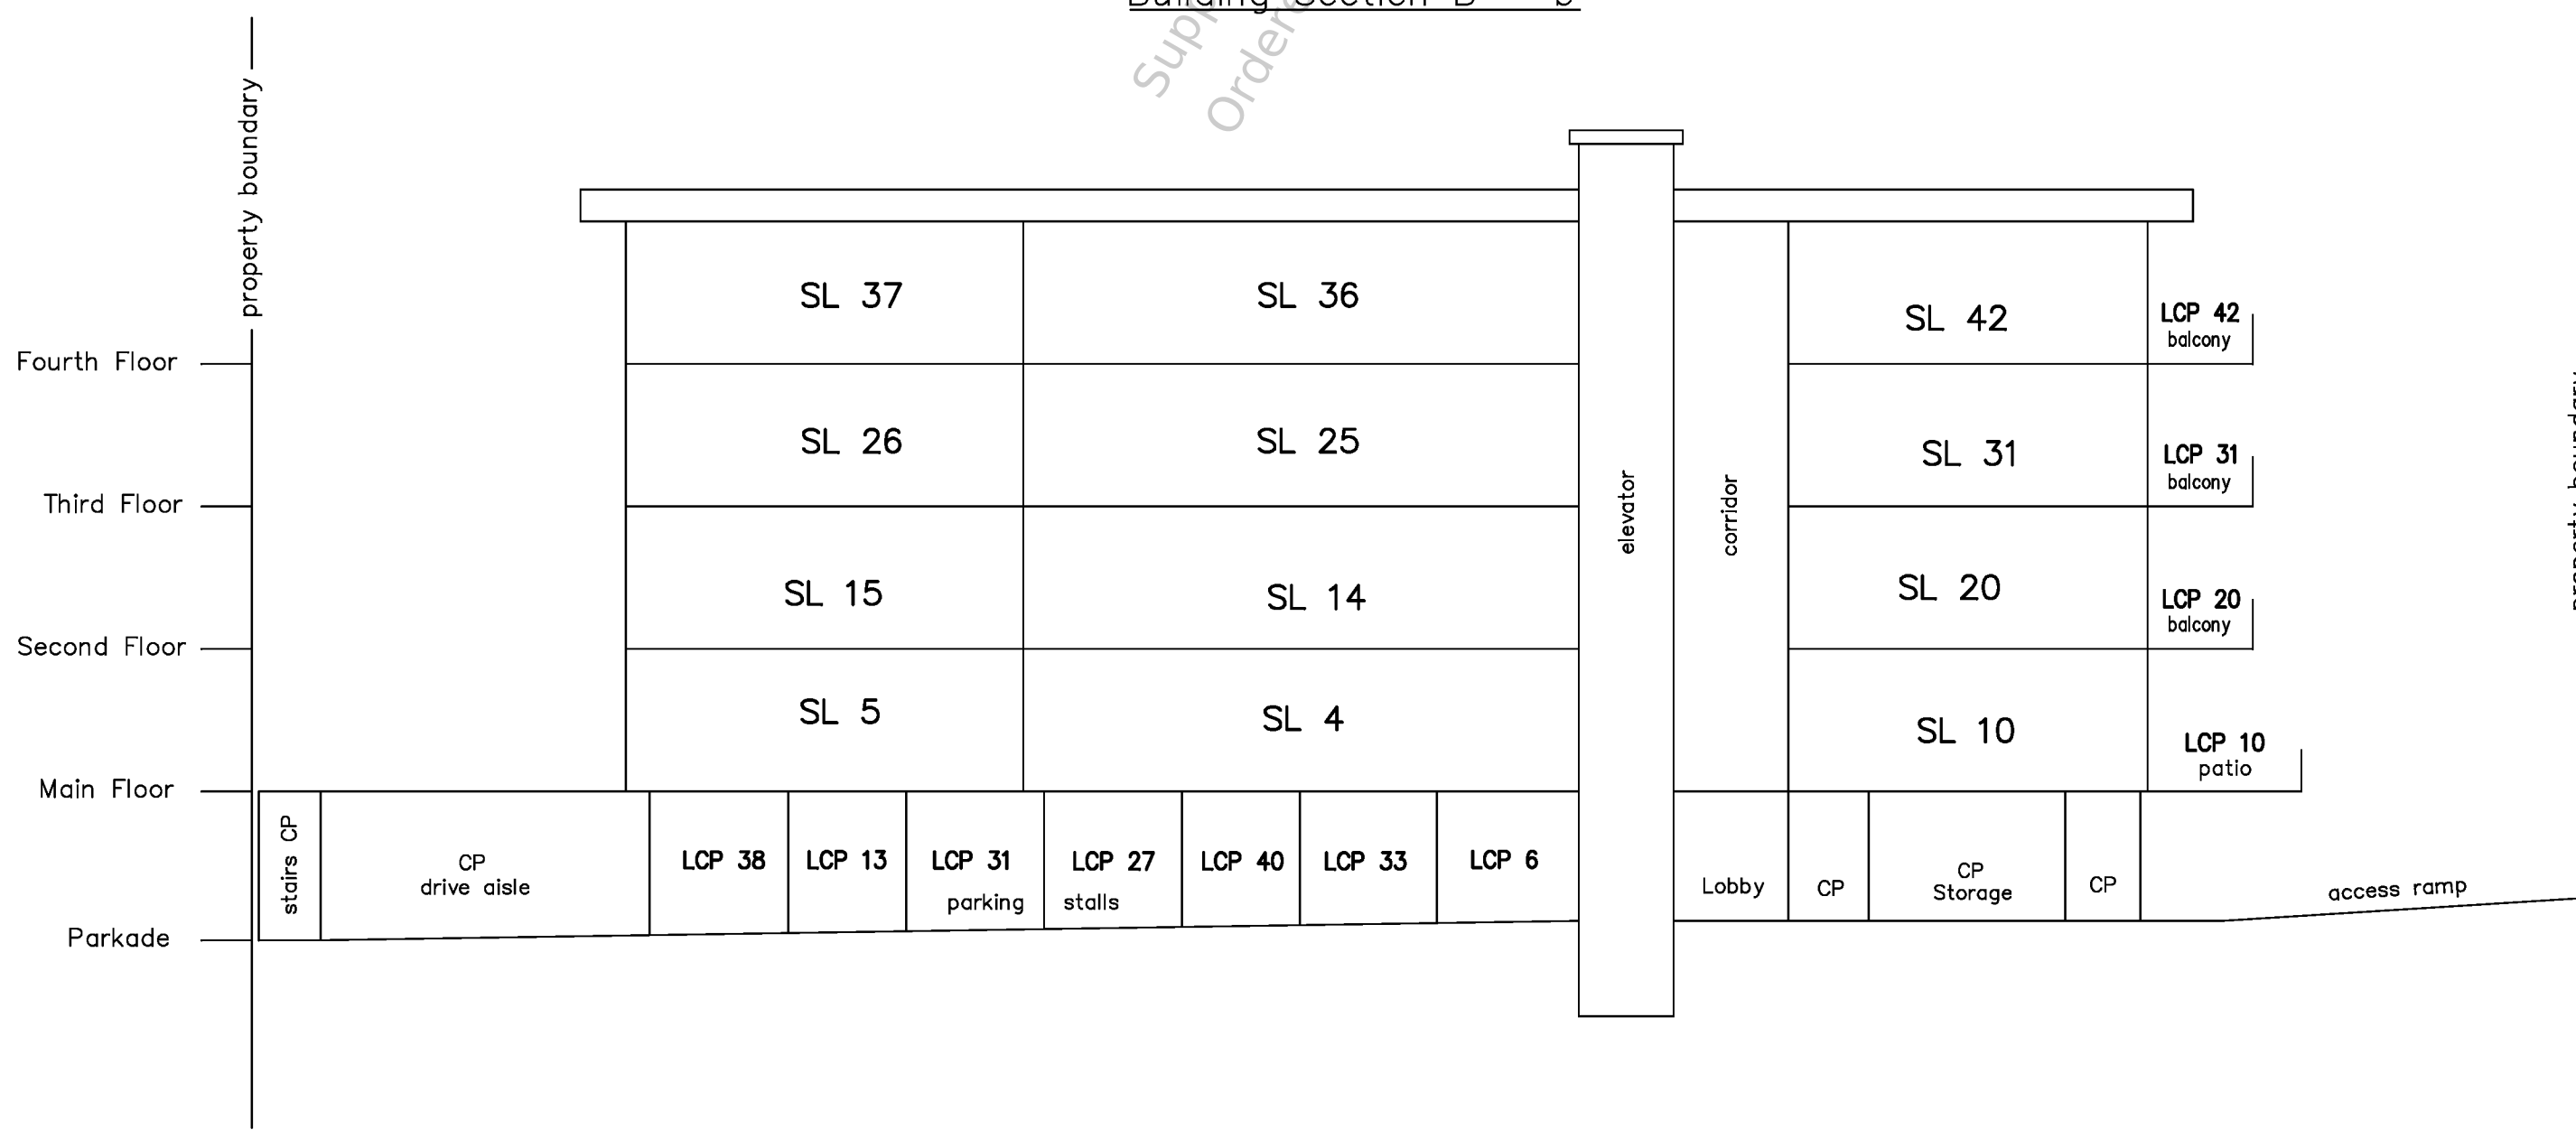 Building Section B - b
property boundary
SL 37
SL 36
SL 42
LCP 42
balcony
Fourth Floor
SL 26
SL 25
SL 31
LCP 31
balcony
Third Floor
elevator
corridor
property boundary
SL 15
SL 14
SL 20
LCP 20
balcony
Second Floor
SL 5
SL 4
SL 10
LCP 10
patio
Main Floor
stairs CP
CP
drive aisle
LCP 38
LCP 13
LCP 31
LCP 27
LCP 40
LCP 33
LCP 6
parking stalls
Lobby
CP
CP
Storage
CP
access ramp
Parkade